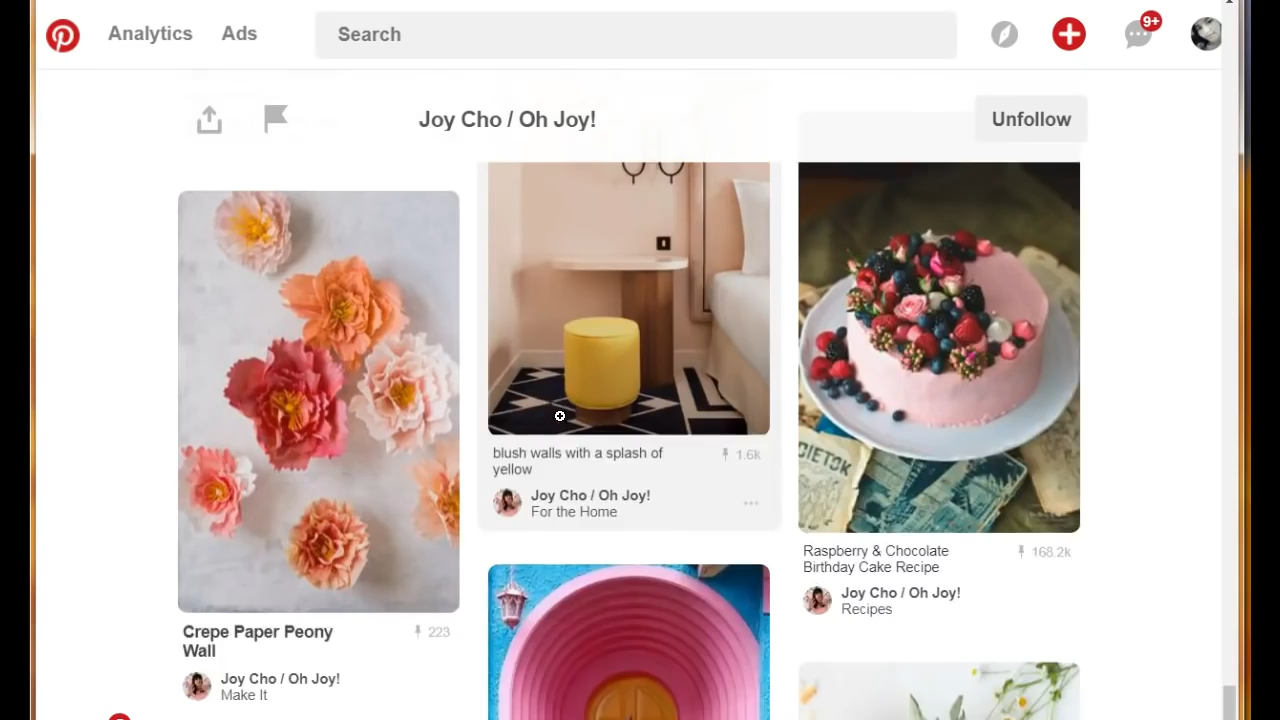 Analytics
Ads
Search
9+
Joy Cho / Oh Joy!
Unfollow
Crepe Paper Peony
Wall
223
Joy Cho / Oh Joy!
Make It
blush walls with a splash of
yellow
1.6k
Joy Cho / Oh Joy!
For the Home
DIETOK
Raspberry & Chocolate
Birthday Cake Recipe
168.2k
Joy Cho / Oh Joy!
Recipes